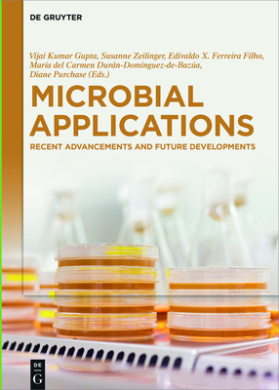 DE GRUYTER
Vijai Kumar Gupta, Susanne Zeilinger, Edivaldo X. Ferreira Filho,
María del Carmen Durán-Domínguez-de-Bazúa,
Diane Purchase (Eds.)
MICROBIAL
APPLICATIONS
RECENT ADVANCEMENTS AND FUTURE DEVELOPMENTS
DE
G